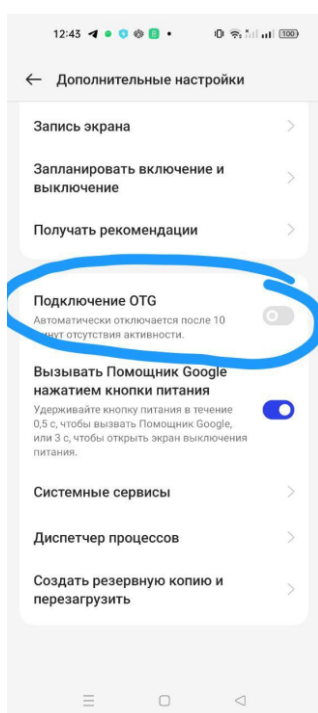 12:43 100
Дополнительные настройки
Запись экрана
Запланировать включение и
выключение
Получать рекомендации
Подключение OTG
Автоматически отключается после 10
минут отсутствия активности.
Вызывать Помощник Google
нажатием кнопки питания
Удерживайте кнопку питания в течение
0,5 с, чтобы вызвать Помощник Google,
или 3 с, чтобы открыть экран выключения
питания.
Системные сервисы
Диспетчер процессов
Создать резервную копию и
перезагрузить